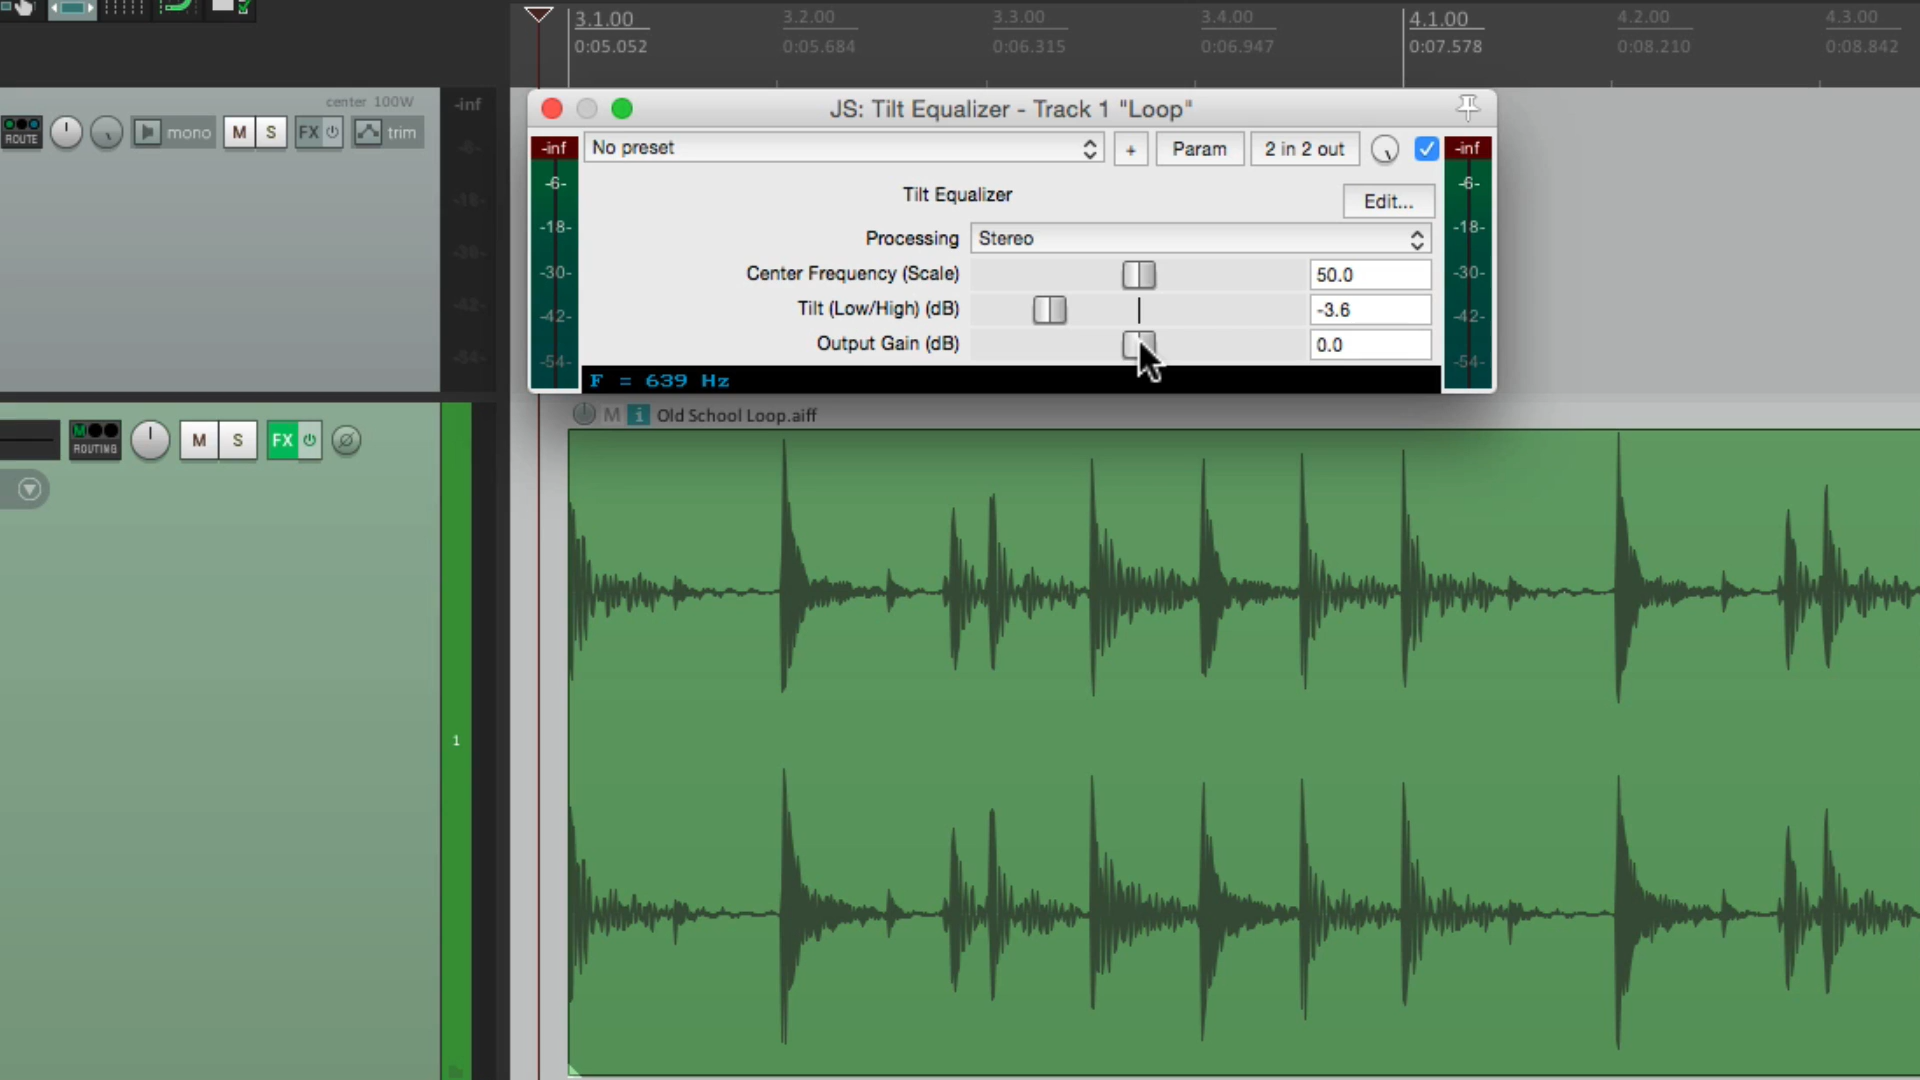 3.1.00 3.2.00 3.3.00 3.4.00 4.1.00 4.2.00 4.3.00
0:05.052 0:05.684 0:06.315 0:06.947 0:07.578 0:08.210 0:08.842
center 100W
-inf
ROUTE mono M S FX trim
JS: Tilt Equalizer - Track 1 "Loop"
-inf No preset + Param 2 in 2 out -inf
-6- -6-
Tilt Equalizer Edit...
-18- Processing Stereo -18-
-30- Center Frequency (Scale) 50.0 -30-
-42- Tilt (Low/High) (dB) -3.6 -42-
Output Gain (dB) 0.0
-54- -54-
F = 639 Hz
M i Old School Loop.aiff
M ROUTING M S FX
1